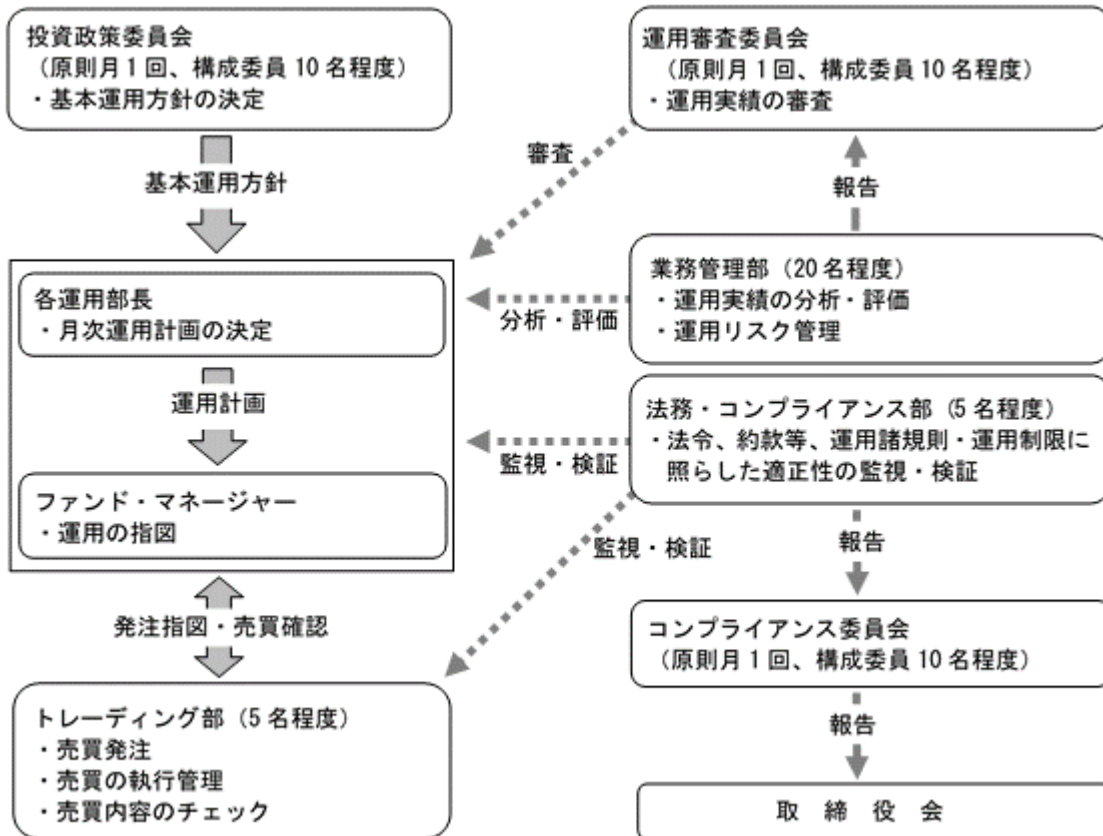 投資政策委員会
（原則月１回、構成委員 10 名程度）
・基本運用方針の決定
基本運用方針
各運用部長
・月次運用計画の決定
運用計画
ファンド・マネージャー
・運用の指図
発注指図・売買確認
トレーディング部（5 名程度）
・売買発注
・売買の執行管理
・売買内容のチェック
運用審査委員会
（原則月１回、構成委員 10 名程度）
・運用実績の審査
審査
報告
業務管理部（20 名程度）
・運用実績の分析・評価
・運用リスク管理
分析・評価
法務・コンプライアンス部（5 名程度）
・法令、約款等、運用諸規則・運用制限に
照らした適正性の監視・検証
監視・検証
監視・検証
報告
コンプライアンス委員会
（原則月１回、構成委員 10 名程度）
報告
取　締　役　会